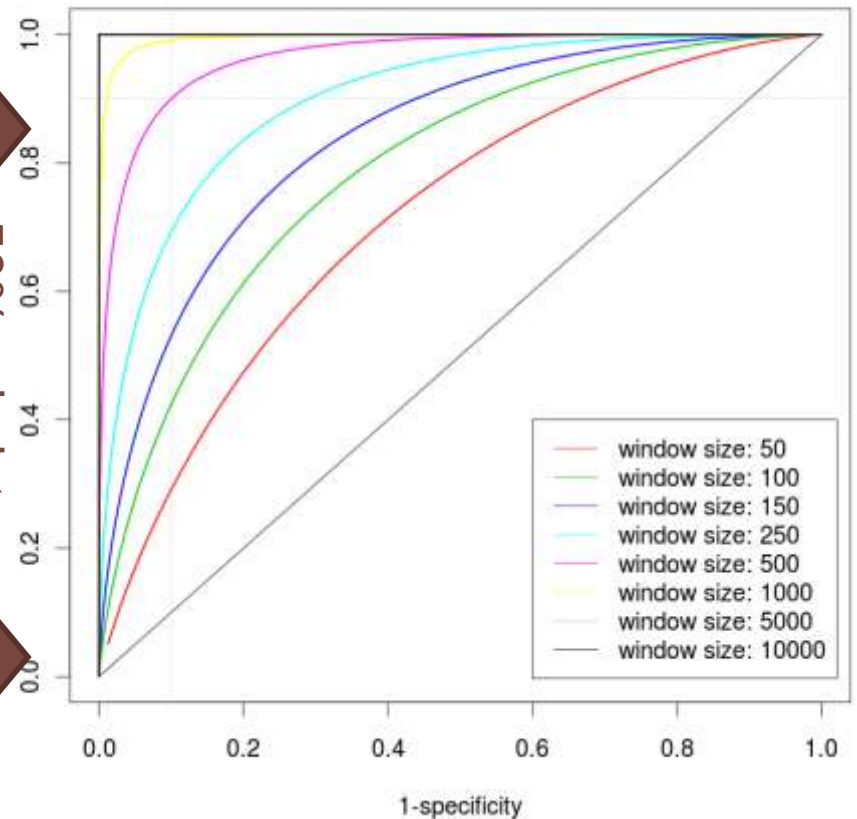 1.0
0.8
0.6
0.4
0.2
0.0
0.0 0.2 0.4 0.6 0.8 1.0
1-specificity
window size: 50
window size: 100
window size: 150
window size: 250
window size: 500
window size: 1000
window size: 5000
window size: 10000